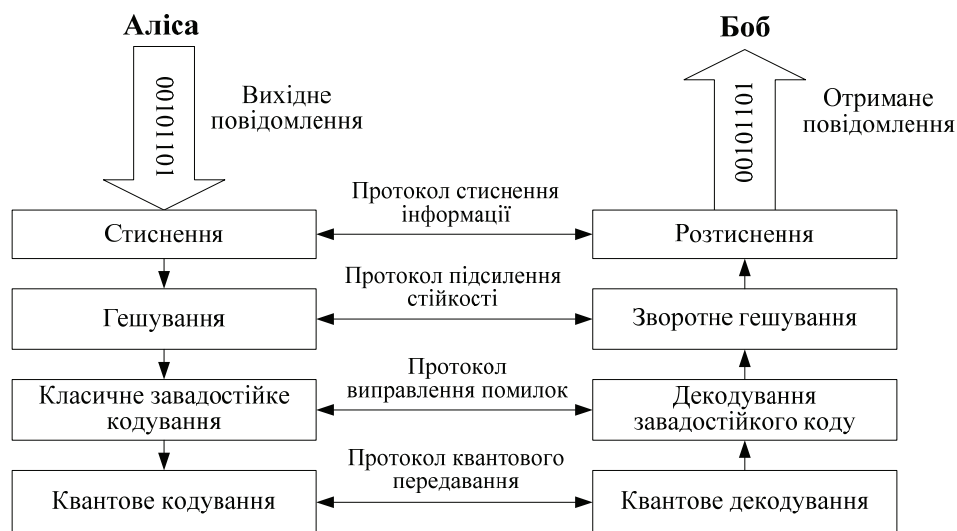 Аліса
Боб
00101101
Вихідне
повідомлення
00101101
Отримане
повідомлення
Протокол стиснення
інформації
Стиснення
Розтиснення
Протокол підсилення
стійкості
Гешування
Зворотне гешування
Протокол
виправлення помилок
Класичне завадостійке
кодування
Декодування
завадостійкого коду
Протокол квантового
передавання
Квантове кодування
Квантове декодування